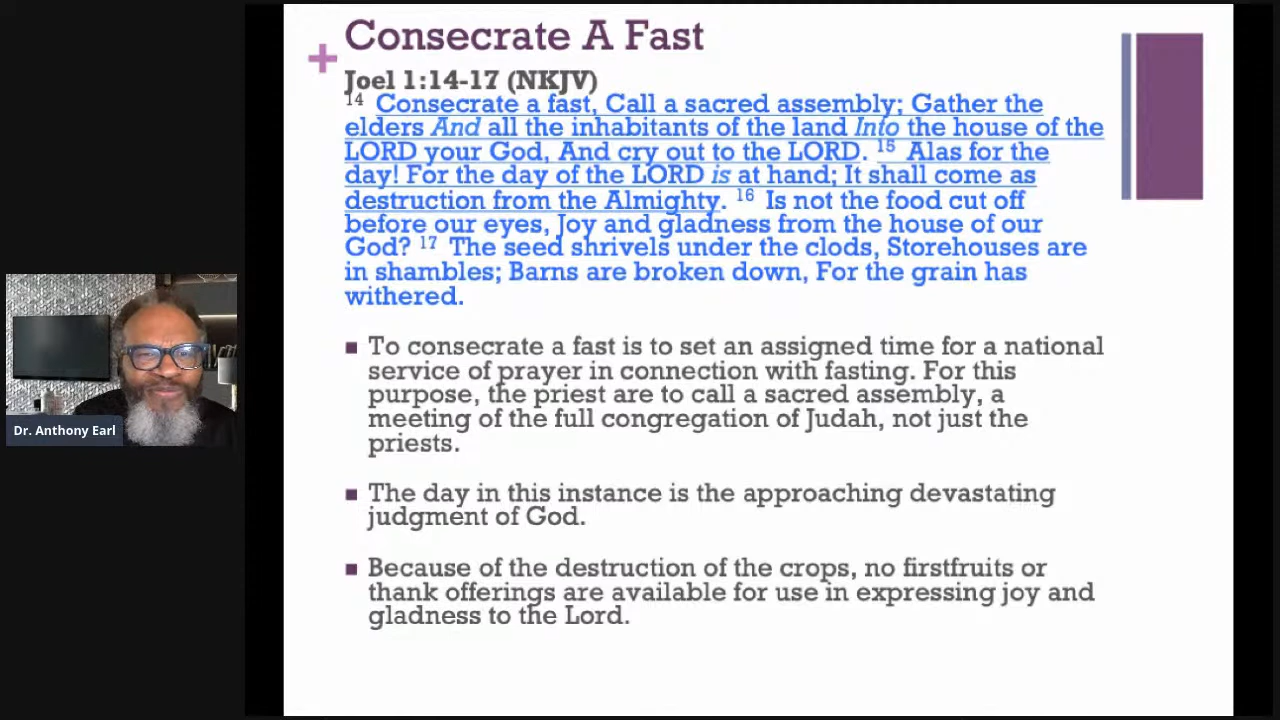 Consecrate A Fast
+
Joel 1:14-17 (NKJV)
14 Consecrate a fast, Call a sacred assembly; Gather the
elders And all the inhabitants of the land Into the house of the
LORD your God, And cry out to the LORD. 15 Alas for the
day! For the day of the LORD is at hand; It shall come as
destruction from the Almighty. 16 Is not the food cut off
before our eyes, Joy and gladness from the house of our
God? 17 The seed shrivels under the clods, Storehouses are
in shambles; Barns are broken down, For the grain has
withered.
■ To consecrate a fast is to set an assigned time for a national
service of prayer in connection with fasting. For this
purpose, the priest are to call a sacred assembly, a
meeting of the full congregation of Judah, not just the
priests.
■ The day in this instance is the approaching devastating
judgment of God.
■ Because of the destruction of the crops, no firstfruits or
thank offerings are available for use in expressing joy and
gladness to the Lord.
Dr. Anthony Earl